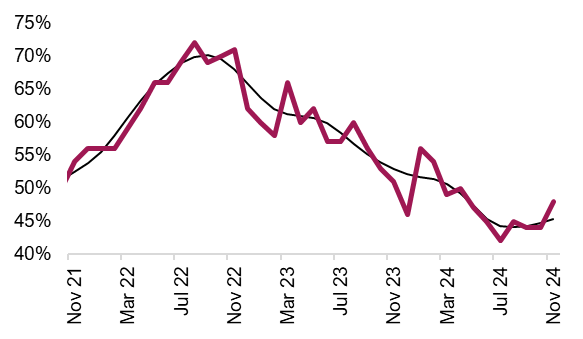 75%
70%
65%
60%
55%
50%
45%
40%
Nov 21
Mar 22
Jul 22
Nov 22
Mar 23
Jul 23
Nov 23
Mar 24
Jul 24
Nov 24